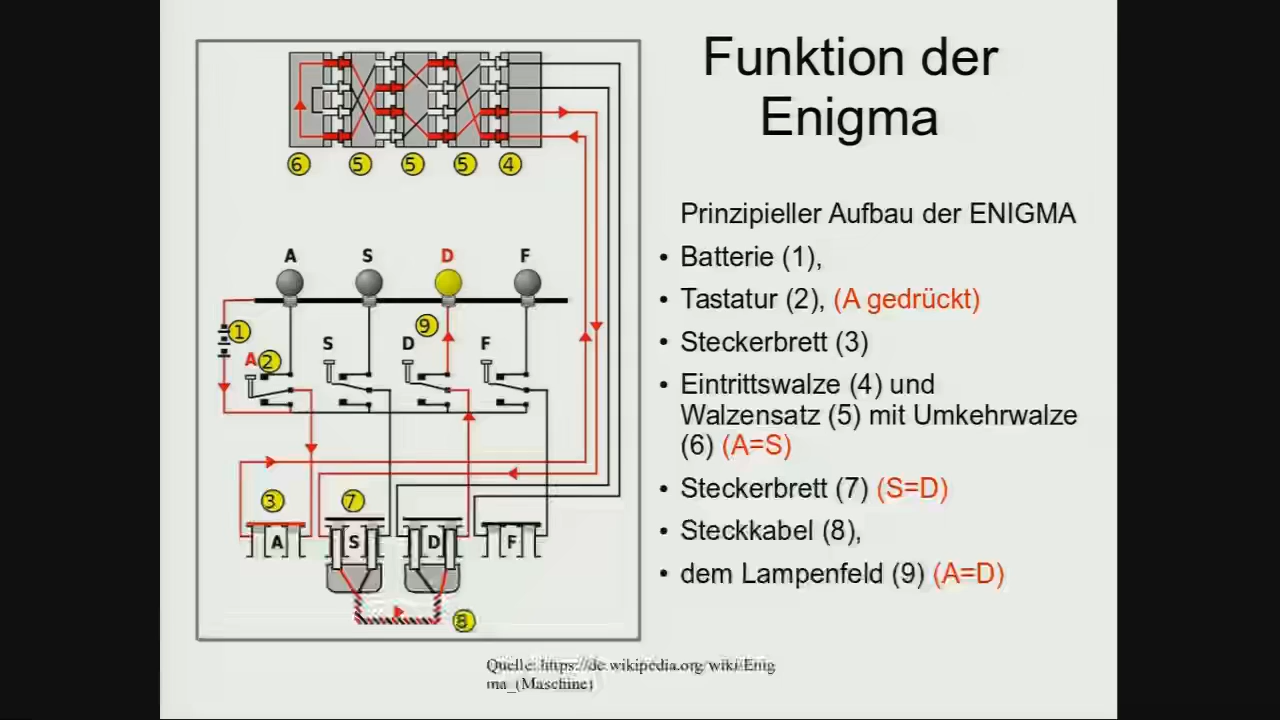 Funktion der
Enigma
6 5 5 5 4
A S D F
1
9
A 2 S D F
3 7
A S D F
8
Prinzipieller Aufbau der ENIGMA
• Batterie (1),
• Tastatur (2), (A gedrückt)
• Steckerbrett (3)
• Eintrittswalze (4) und
Walzensatz (5) mit Umkehrwalze
(6) (A=S)
• Steckerbrett (7) (S=D)
• Steckkabel (8),
• dem Lampenfeld (9) (A=D)
Quelle: https://de.wikipedia.org/wiki/Enig
ma_(Maschine)